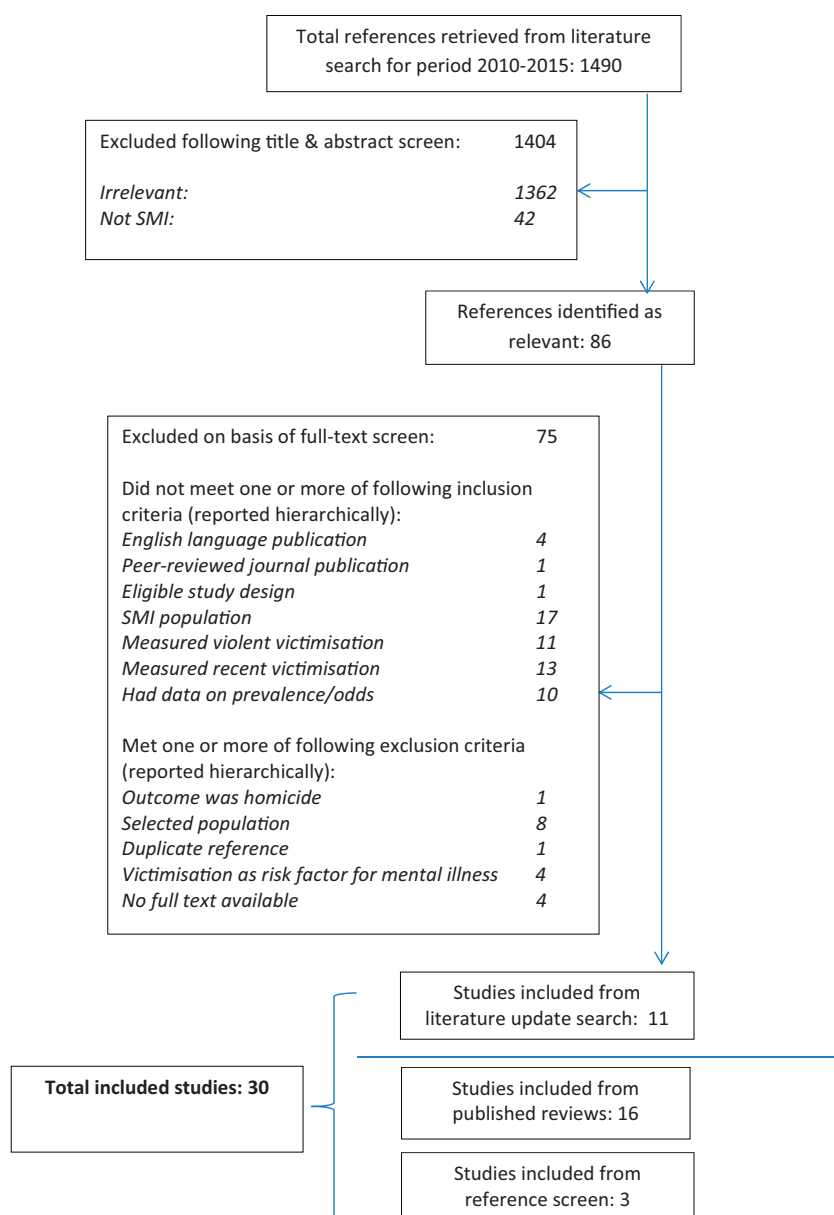 Total references retrieved from literature
search for period 2010-2015: 1490
Excluded following title & abstract screen: 1404
Irrelevant: 1362
Not SMI: 42
References identified as
relevant: 86
Excluded on basis of full-text screen: 75
Did not meet one or more of following inclusion
criteria (reported hierarchically):
English language publication 4
Peer-reviewed journal publication 1
Eligible study design 1
SMI population 17
Measured violent victimisation 11
Measured recent victimisation 13
Had data on prevalence/odds 10
Met one or more of following exclusion criteria
(reported hierarchically):
Outcome was homicide 1
Selected population 8
Duplicate reference 1
Victimisation as risk factor for mental illness 4
No full text available 4
Studies included from
literature update search: 11
Total included studies: 30
Studies included from
published reviews: 16
Studies included from
reference screen: 3